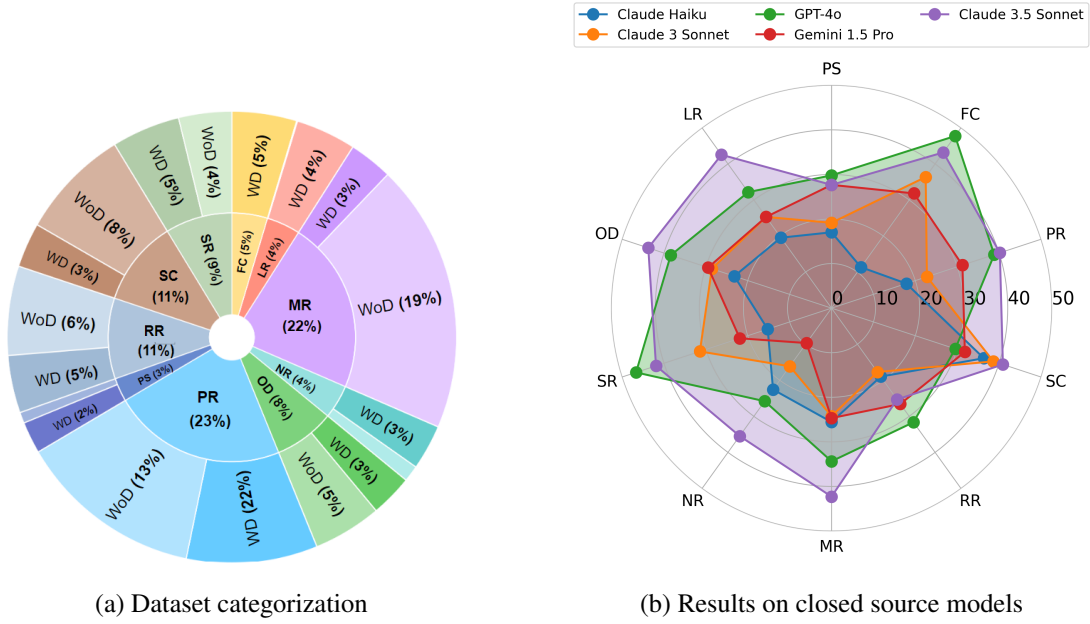 Claude Haiku
Claude 3 Sonnet
GPT-4o
Gemini 1.5 Pro
Claude 3.5 Sonnet
WoD (4%)
WD (5%)
WD (4%)
WD (3%)
WoD (19%)
WD (3%)
WD (3%)
WoD (5%)
WD (22%)
WoD (13%)
WD (2%)
WD (5%)
WoD (6%)
WD (3%)
WoD (8%)
WD (5%)
SR (9%)
FC (5%)
LR (4%)
MR
(22%)
NR (4%)
OD (8%)
PR
(23%)
PS (3%)
RR
(11%)
SC
(11%)
PS
FC
PR
SC
RR
MR
NR
SR
OD
LR
0 10 20 30 40 50
(a) Dataset categorization
(b) Results on closed source models